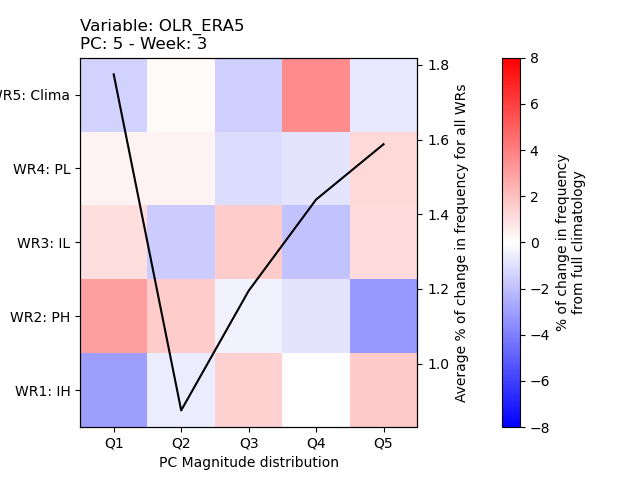 Variable: OLR_ERA5
PC: 5 - Week: 3
WR5: Clima
WR4: PL
WR3: IL
WR2: PH
WR1: IH
Q1 Q2 Q3 Q4 Q5
PC Magnitude distribution
1.8
1.6
1.4
1.2
1.0
Average % of change in frequency for all WRs
8
6
4
2
0
−2
−4
−6
−8
% of change in frequency
from full climatology